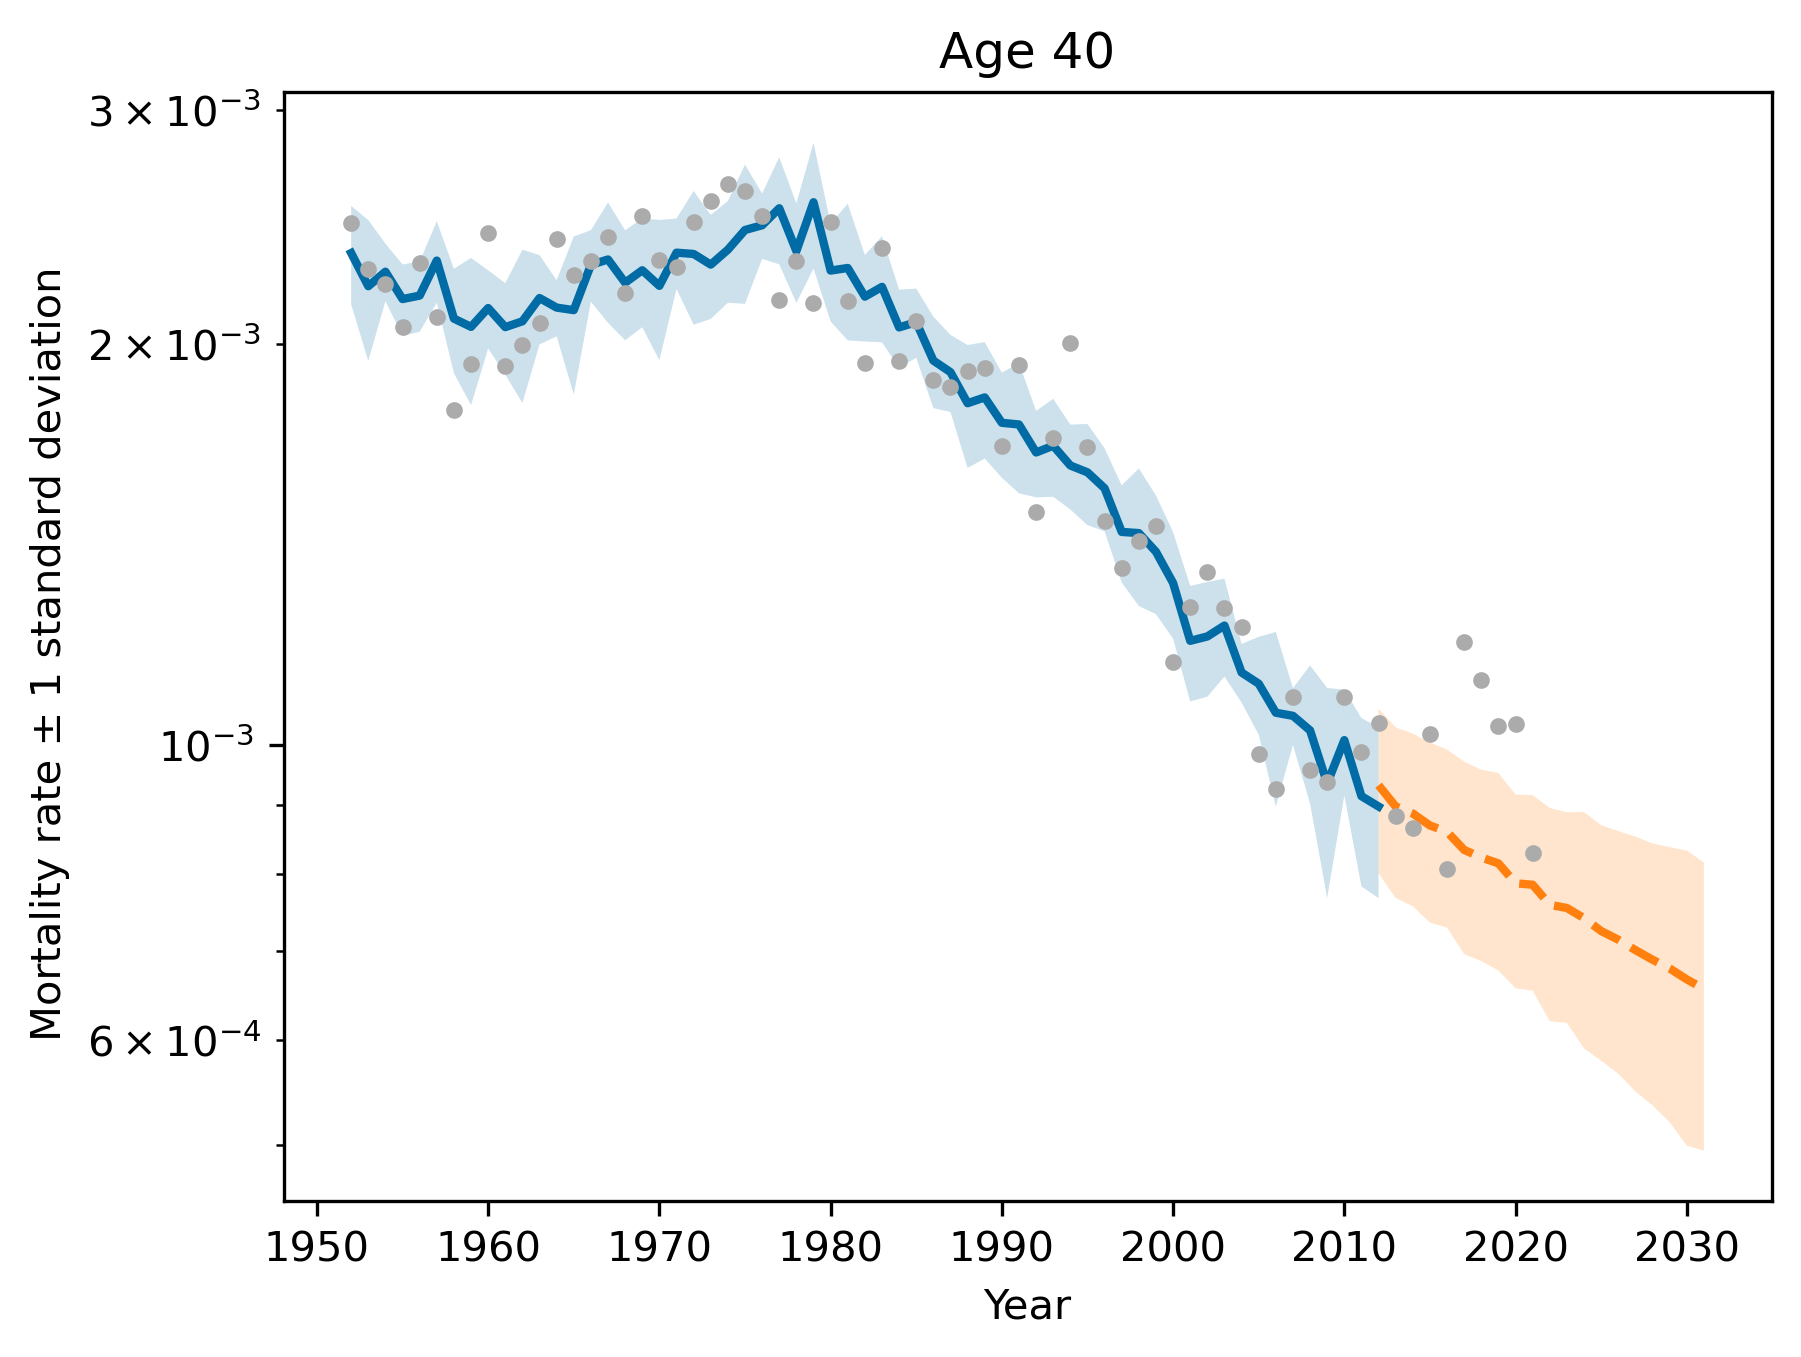 Age 40
Mortality rate ± 1 standard deviation
3 × 10⁻³
2 × 10⁻³
10⁻³
6 × 10⁻⁴
1950 1960 1970 1980 1990 2000 2010 2020 2030
Year